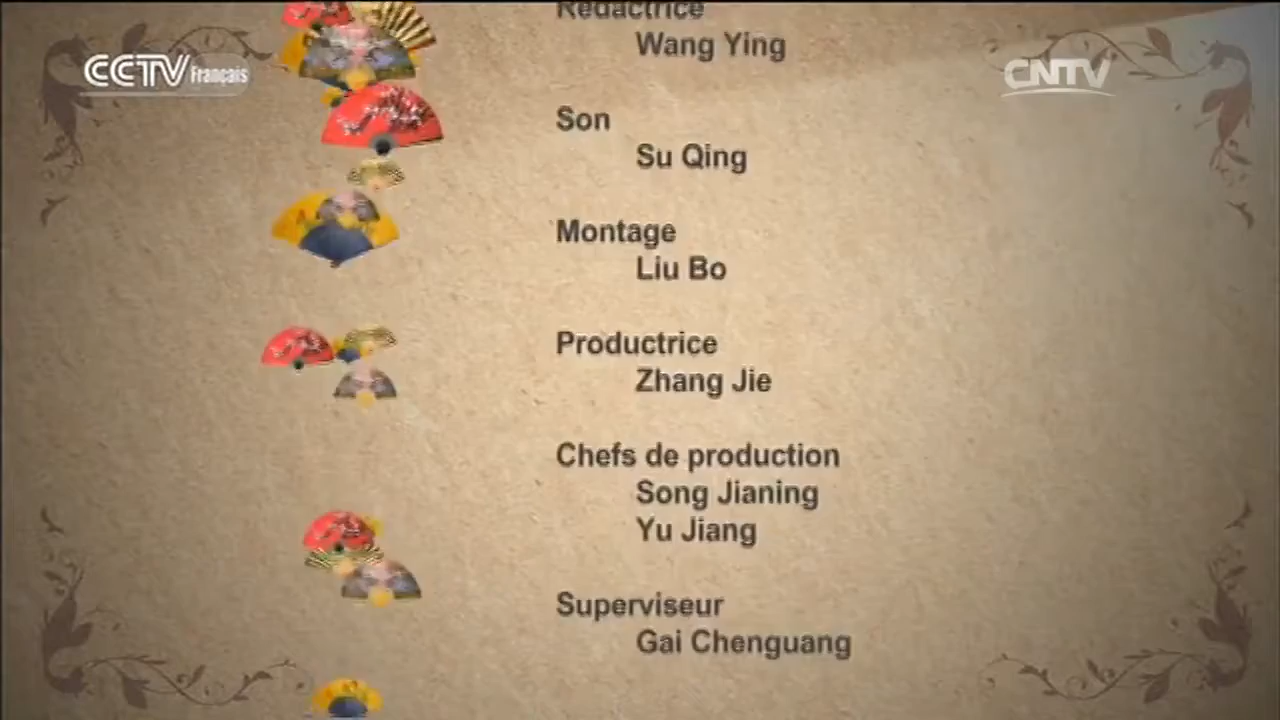 Rédactrice
Wang Ying
CCTV Français
CNTV
Son
Su Qing
Montage
Liu Bo
Productrice
Zhang Jie
Chefs de production
Song Jianing
Yu Jiang
Superviseur
Gai Chenguang